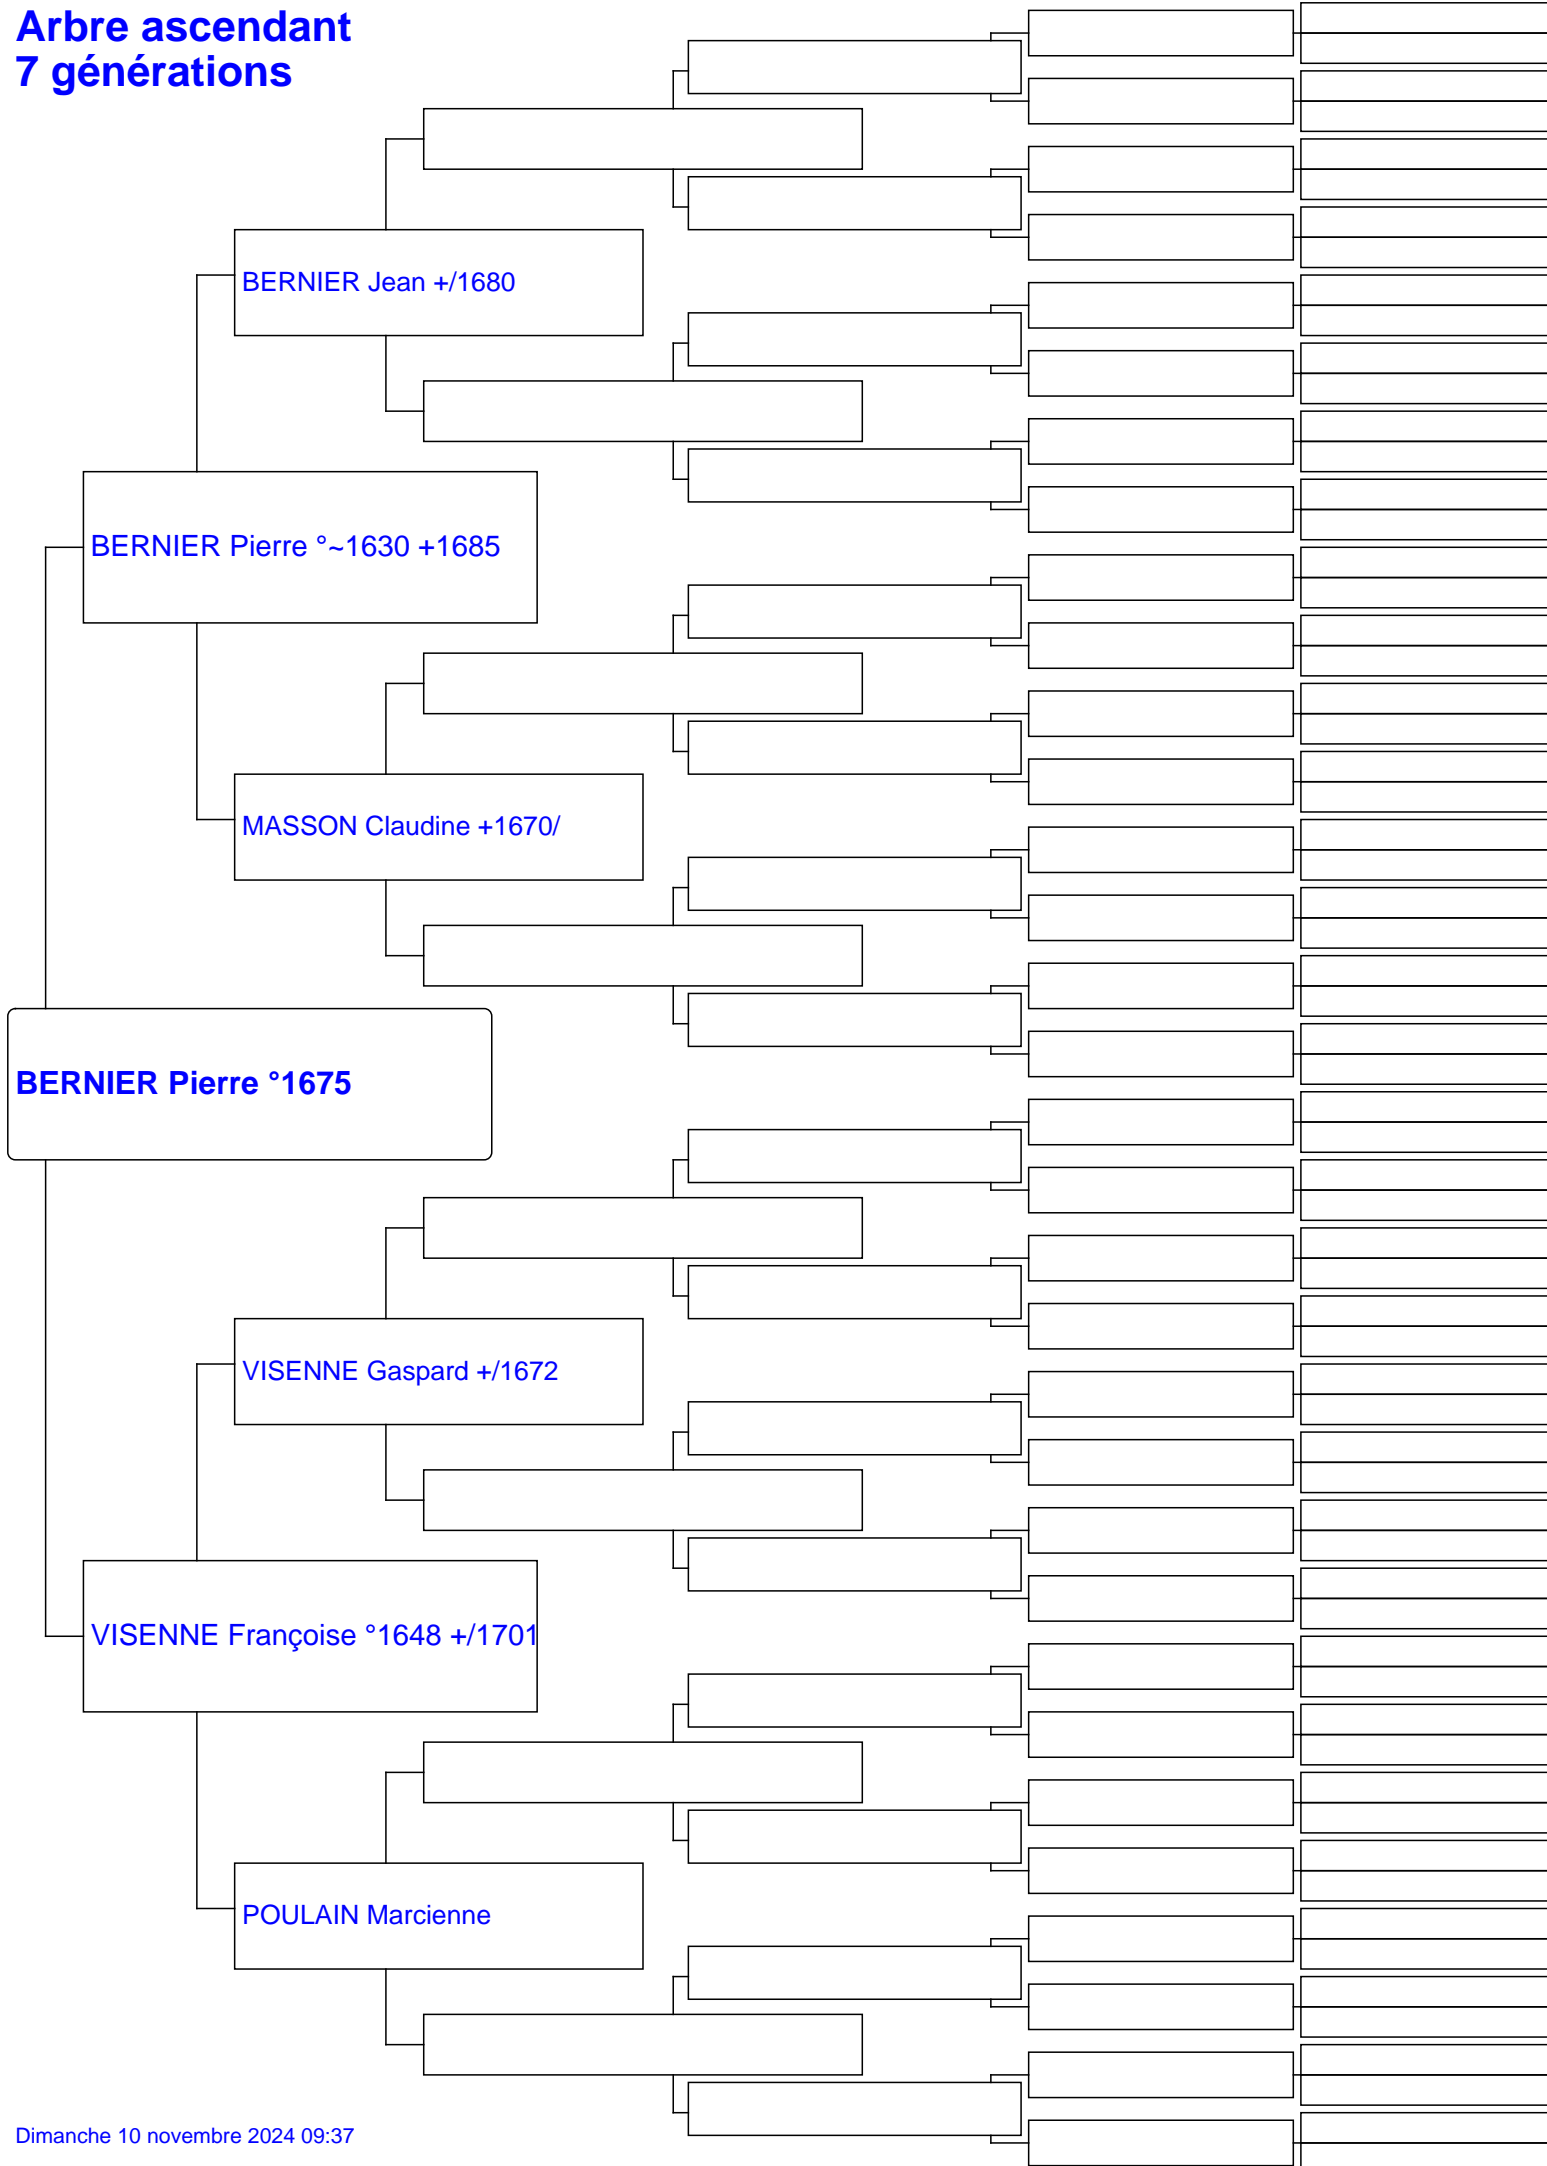 Arbre ascendant
7 générations
BERNIER Jean +/1680
BERNIER Pierre °~1630 +1685
MASSON Claudine +1670/
BERNIER Pierre °1675
VISENNE Gaspard +/1672
VISENNE Françoise °1648 +/1701
POULAIN Marcienne
Dimanche 10 novembre 2024 09:37